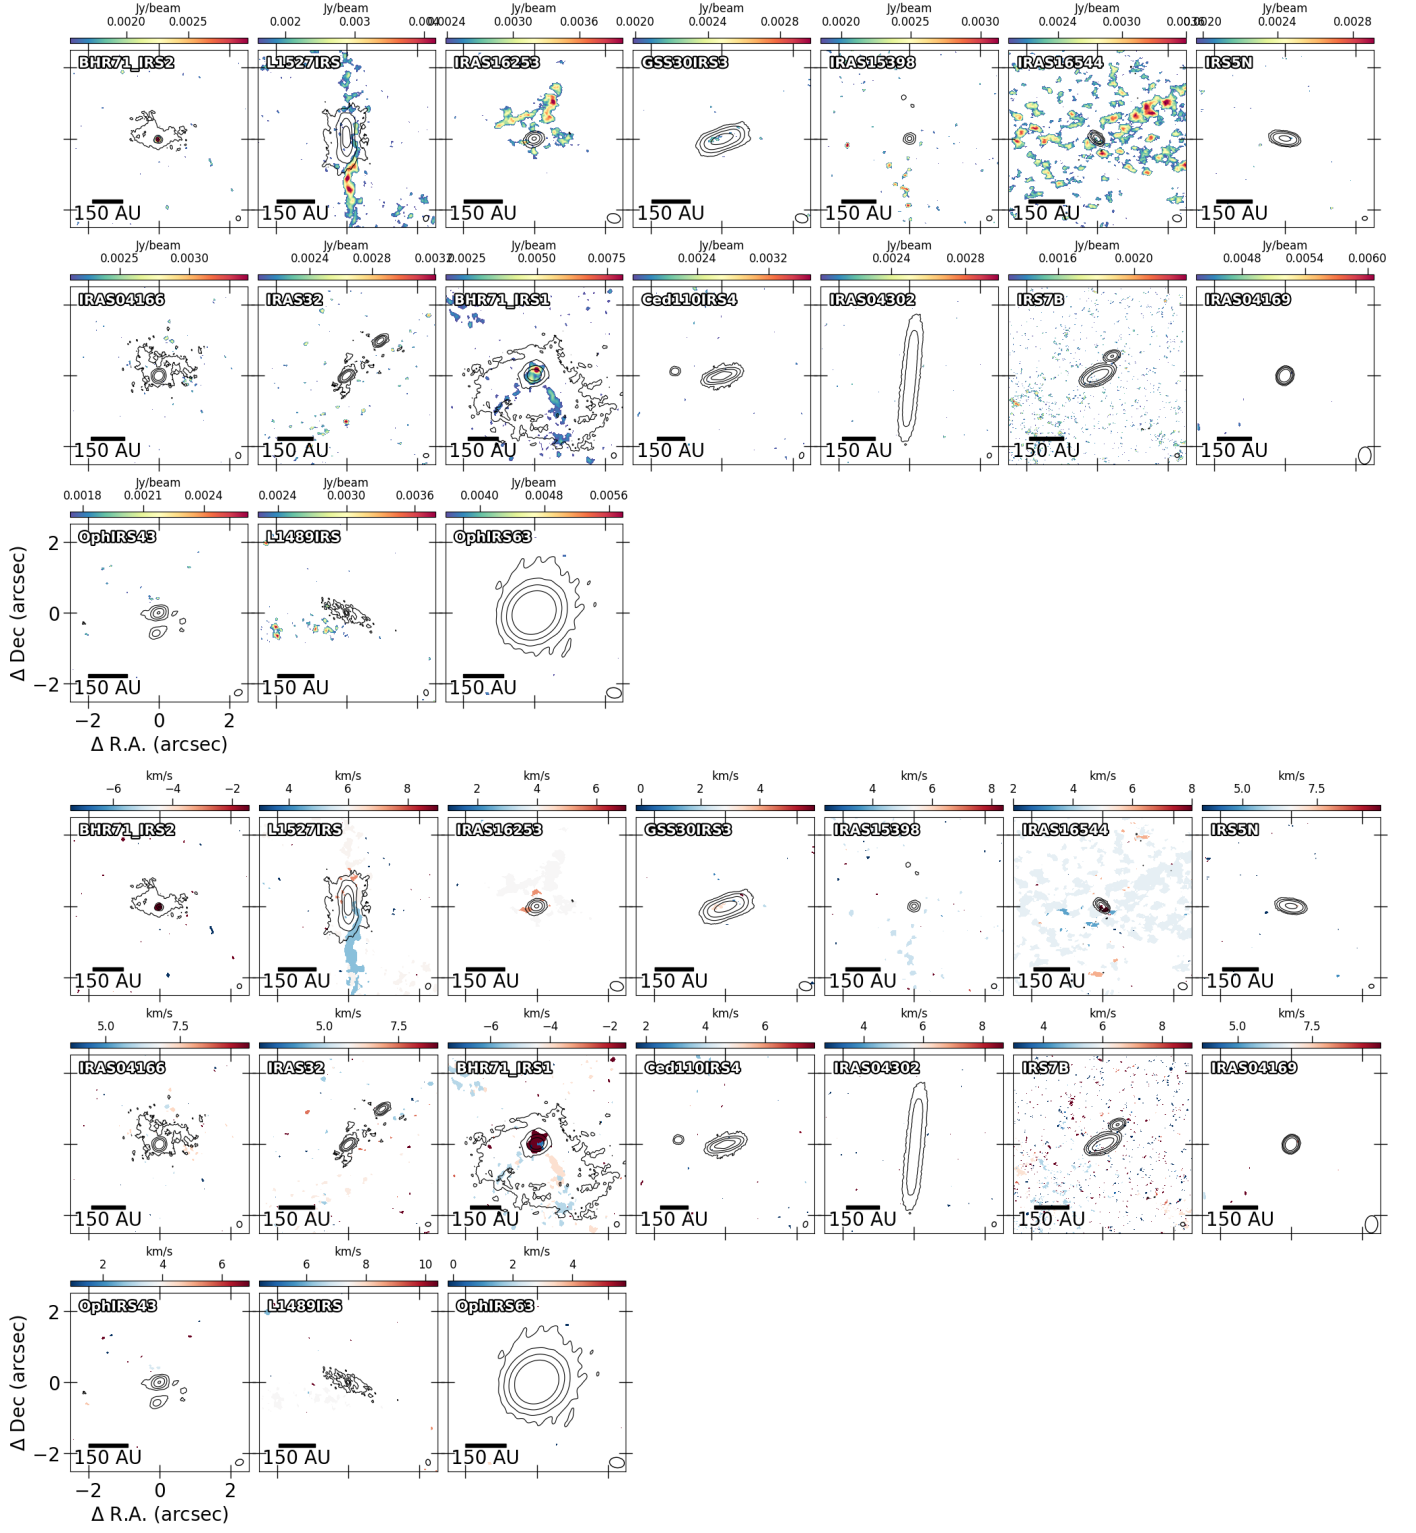 Jy/beam Jy/beam Jy/beam Jy/beam Jy/beam Jy/beam Jy/beam
0.0020 0.0025 0.002 0.003 0.0030 0.0036 0.0020 0.0024 0.0028 0.0020 0.0025 0.0030 0.0024 0.0030 0.0024 0.0028
BHR71_IRS2 L1527IRS IRAS16253 GSS30IRS3 IRAS15398 IRAS16544 IRS5N
150 AU 150 AU 150 AU 150 AU 150 AU 150 AU 150 AU
Jy/beam Jy/beam Jy/beam Jy/beam Jy/beam Jy/beam Jy/beam
0.0025 0.0030 0.0024 0.0028 0.0025 0.0050 0.0075 0.0024 0.0032 0.0024 0.0028 0.0016 0.0020 0.0048 0.0054 0.0060
IRAS04166 IRAS32 BHR71_IRS1 Ced110IRS4 IRAS04302 IRS7B IRAS04169
150 AU 150 AU 150 AU 150 AU 150 AU 150 AU 150 AU
Jy/beam Jy/beam Jy/beam
0.0018 0.0021 0.0024 0.0024 0.0030 0.0036 0.0040 0.0048 0.0056
OphIRS43 L1489IRS OphIRS63
2
0
−2
Δ Dec (arcsec)
150 AU 150 AU 150 AU
−2 0 2
Δ R.A. (arcsec)
km/s km/s km/s km/s km/s km/s km/s
−6 −4 −2 4 6 8 2 4 6 0 2 4 4 6 8 2 4 6 8 5.0 7.5
BHR71_IRS2 L1527IRS IRAS16253 GSS30IRS3 IRAS15398 IRAS16544 IRS5N
150 AU 150 AU 150 AU 150 AU 150 AU 150 AU 150 AU
km/s km/s km/s km/s km/s km/s km/s
5.0 7.5 5.0 7.5 −6 −4 −2 2 4 6 4 6 8 4 6 8 5.0 7.5
IRAS04166 IRAS32 BHR71_IRS1 Ced110IRS4 IRAS04302 IRS7B IRAS04169
150 AU 150 AU 150 AU 150 AU 150 AU 150 AU 150 AU
km/s km/s km/s
2 4 6 6 8 10 0 2 4
OphIRS43 L1489IRS OphIRS63
2
0
−2
Δ Dec (arcsec)
150 AU 150 AU 150 AU
−2 0 2
Δ R.A. (arcsec)